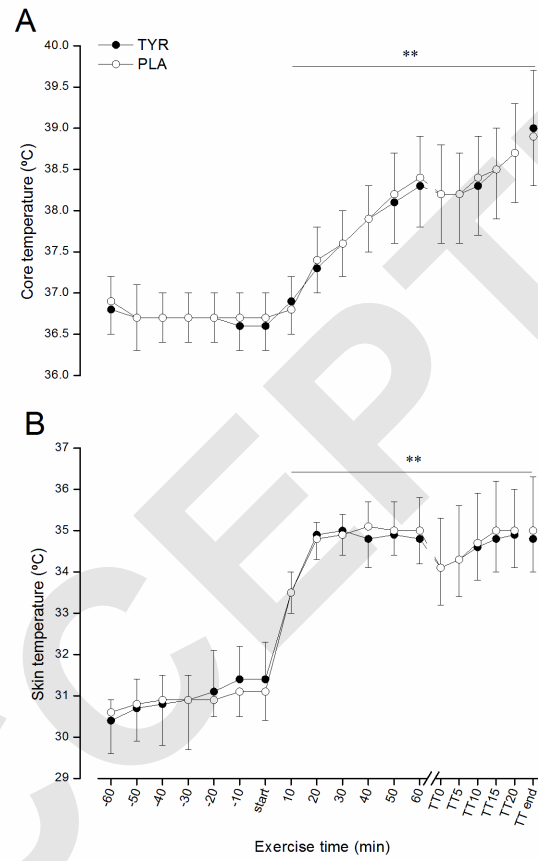 A
TYR
PLA
**
40.0
39.0
38.5
38.0
37.5
37.0
36.5
36.0
Core temperature (ºC)
B
**
37
36
35
34
33
32
31
30
29
Skin temperature (ºC)
-60 -50 -40 -30 -20 -10 start 10 20 30 40 50 60 TT0 TT5 TT10 TT15 TT20 TT end
Exercise time (min)
CCEPT